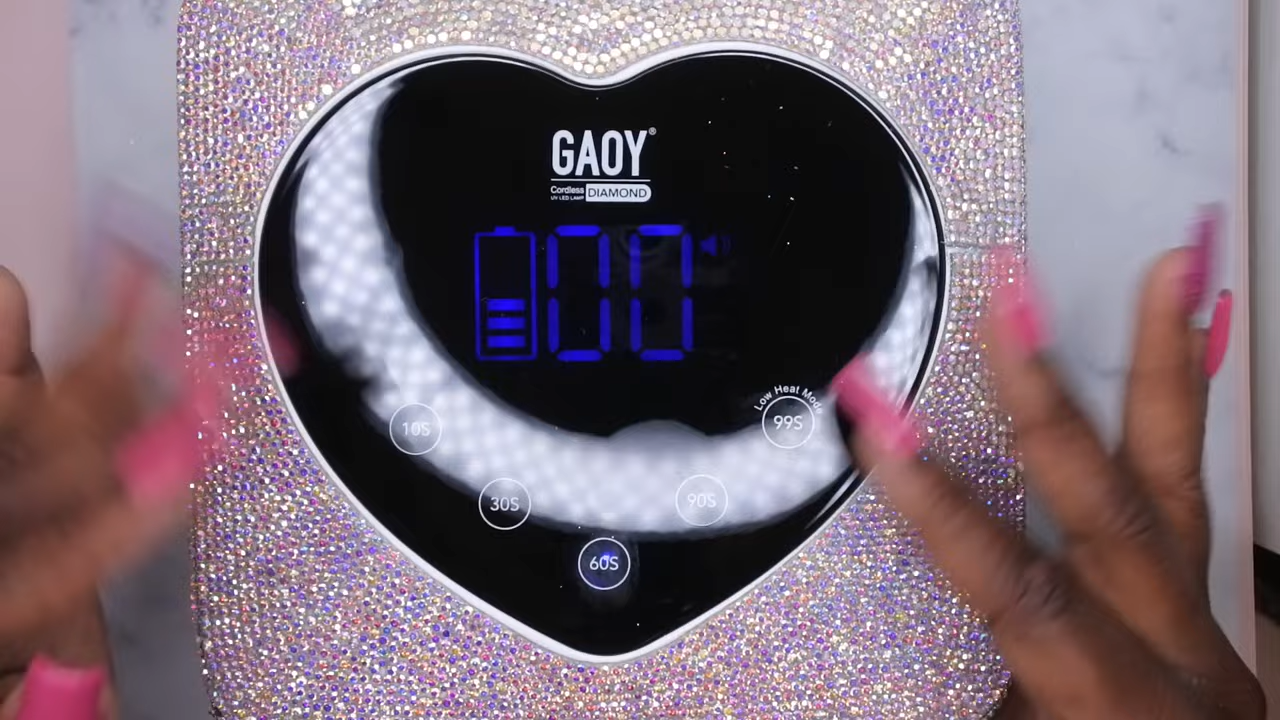 GAOY®
Cordless DIAMOND
UV LED LAMP
00
Low Heat Mode
10S
99S
30S
90S
60S